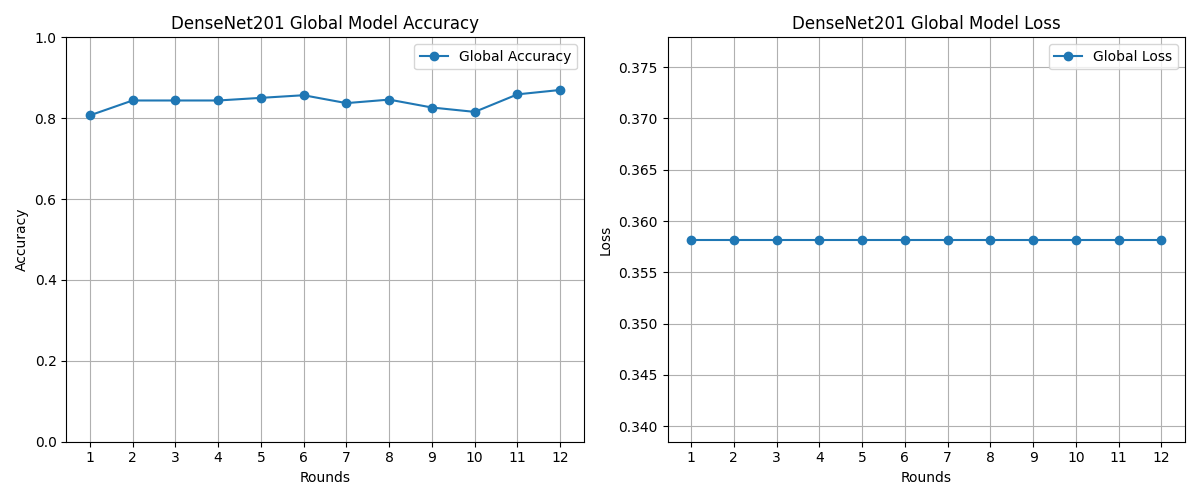 DenseNet201 Global Model Accuracy
Global Accuracy
1.0
0.8
0.6
0.4
0.2
0.0
Accuracy
1 2 3 4 5 6 7 8 9 10 11 12
Rounds
DenseNet201 Global Model Loss
Global Loss
0.375
0.370
0.365
0.360
0.355
0.350
0.345
0.340
Loss
1 2 3 4 5 6 7 8 9 10 11 12
Rounds